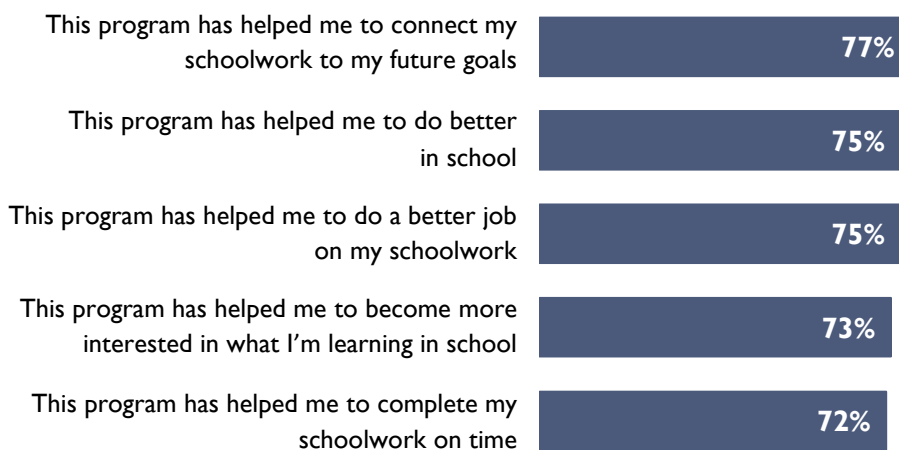 This program has helped me to connect my
schoolwork to my future goals
77%
This program has helped me to do better
in school
75%
This program has helped me to do a better job
on my schoolwork
75%
This program has helped me to become more
interested in what I’m learning in school
73%
This program has helped me to complete my
schoolwork on time
72%